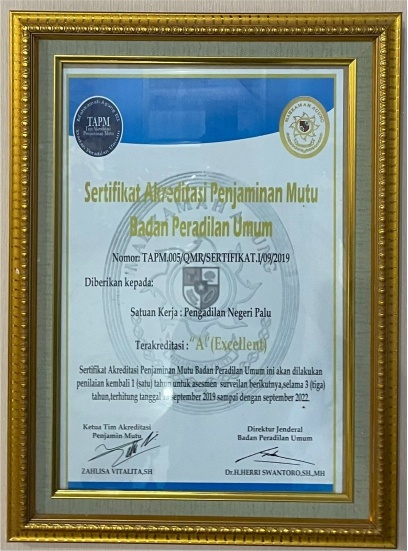 TAPM
Sertifikat Akreditasi Penjaminan Mutu
Badan Peradilan Umum
Nomor: TAPM.005/QMR/SERTIFIKAT.I/09/2019
Diberikan kepada:
MAHKAMAH AGUNG
Satuan Kerja : Pengadilan Negeri Palu
Terakreditasi : "A" (Excellent)
Sertifikat Akreditasi Penjaminan Mutu Badan Peradilan Umum ini akan dilakukan
penilaian kembali 1 (satu) tahun untuk asesmen surveilan berikutnya,selama 3 (tiga)
tahun,terhitung tanggal september 2019 sampai dengan september 2022.
Ketua Tim Akreditasi
Penjamin Mutu
ZAHLISA VITALITA,SH
Direktur Jenderal
Badan Peradilan Umum
Dr.H.HERRI SWANTORO,SH.,MH